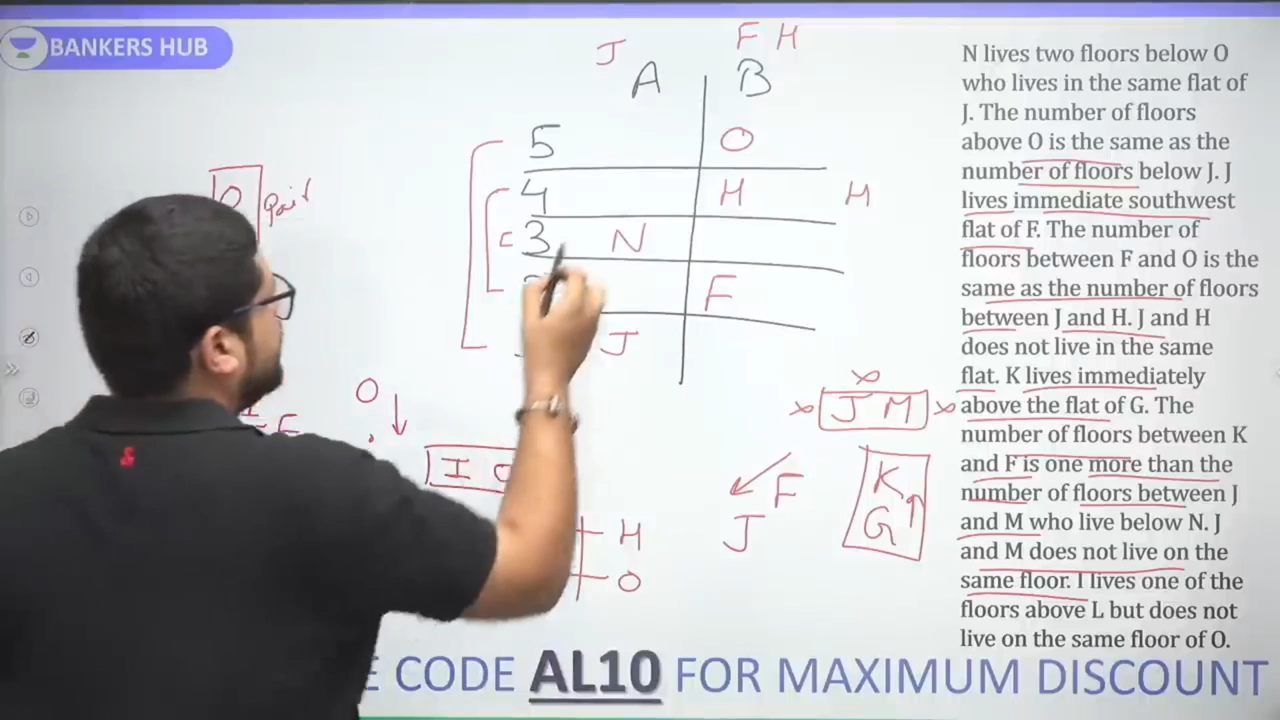 BANKERS HUB
F H
J A B
5 O
4 H H
3 N
F
J
O Pair
O
J M
I
F
J
K
G
H
O
N lives two floors below O
who lives in the same flat of
J. The number of floors
above O is the same as the
number of floors below J. J
lives immediate southwest
flat of F. The number of
floors between F and O is the
same as the number of floors
between J and H. J and H
does not live in the same
flat. K lives immediately
above the flat of G. The
number of floors between K
and F is one more than the
number of floors between J
and M who live below N. J
and M does not live on the
same floor. I lives one of the
floors above L but does not
live on the same floor of O.
E CODE AL10 FOR MAXIMUM DISCOUNT